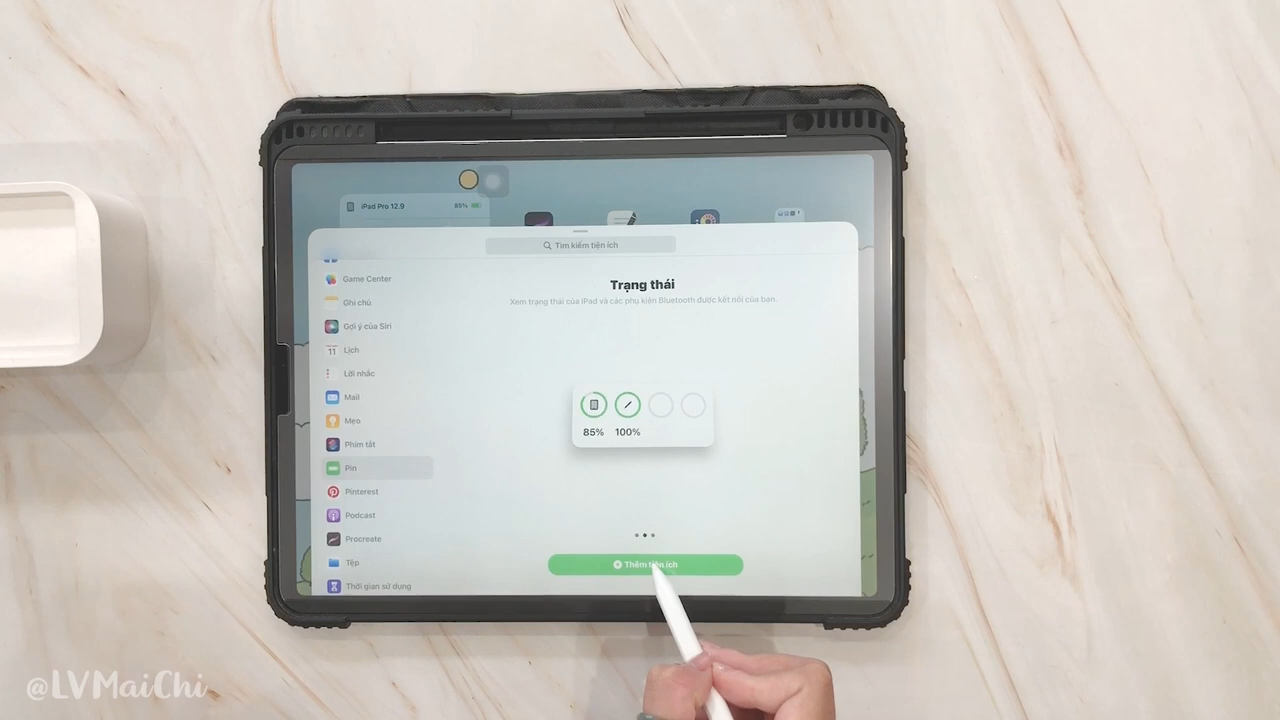 iPad Pro 12.9 85%
Tìm kiếm tiện ích
Game Center
Ghi chú
Gợi ý của Siri
11 Lịch
Lời nhắc
Mail
Mẹo
Phím tắt
Pin
Pinterest
Podcast
Procreate
Tệp
Thời gian sử dụng
Trạng thái
Xem trạng thái của iPad và các phụ kiện Bluetooth được kết nối của bạn.
85% 100%
Thêm tiện ích
@LVMaiChi